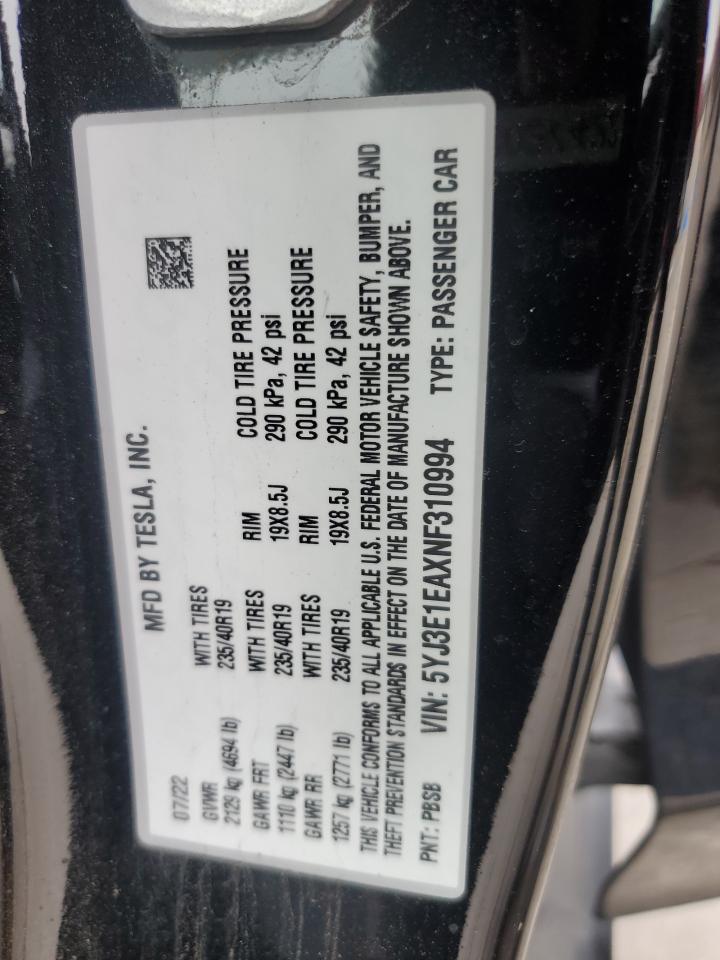 MFD BY TESLA, INC.
07/22
GVWR WITH TIRES
2129 kg (4694 lb) 235/40R19
GAWR FRT WITH TIRES RIM COLD TIRE PRESSURE
1110 kg (2447 lb) 235/40R19 19X8.5J 290 kPa, 42 psi
GAWR RR WITH TIRES RIM COLD TIRE PRESSURE
1257 kg (2771 lb) 235/40R19 19X8.5J 290 kPa, 42 psi
THIS VEHICLE CONFORMS TO ALL APPLICABLE U.S. FEDERAL MOTOR VEHICLE SAFETY, BUMPER, AND
THEFT PREVENTION STANDARDS IN EFFECT ON THE DATE OF MANUFACTURE SHOWN ABOVE.
PNT: PBSB VIN: 5YJ3E1EAXNF310994 TYPE: PASSENGER CAR